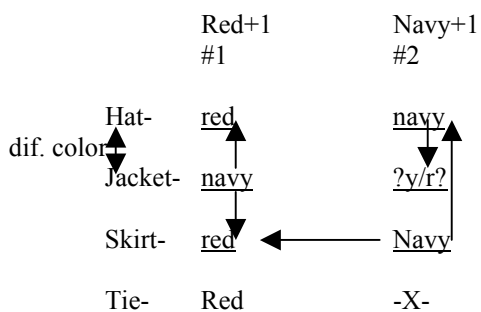 Red+1 Navy+1
#1 #2
Hat- red navy
dif. color
Jacket- navy ?y/r?
Skirt- red Navy
Tie- Red -X-